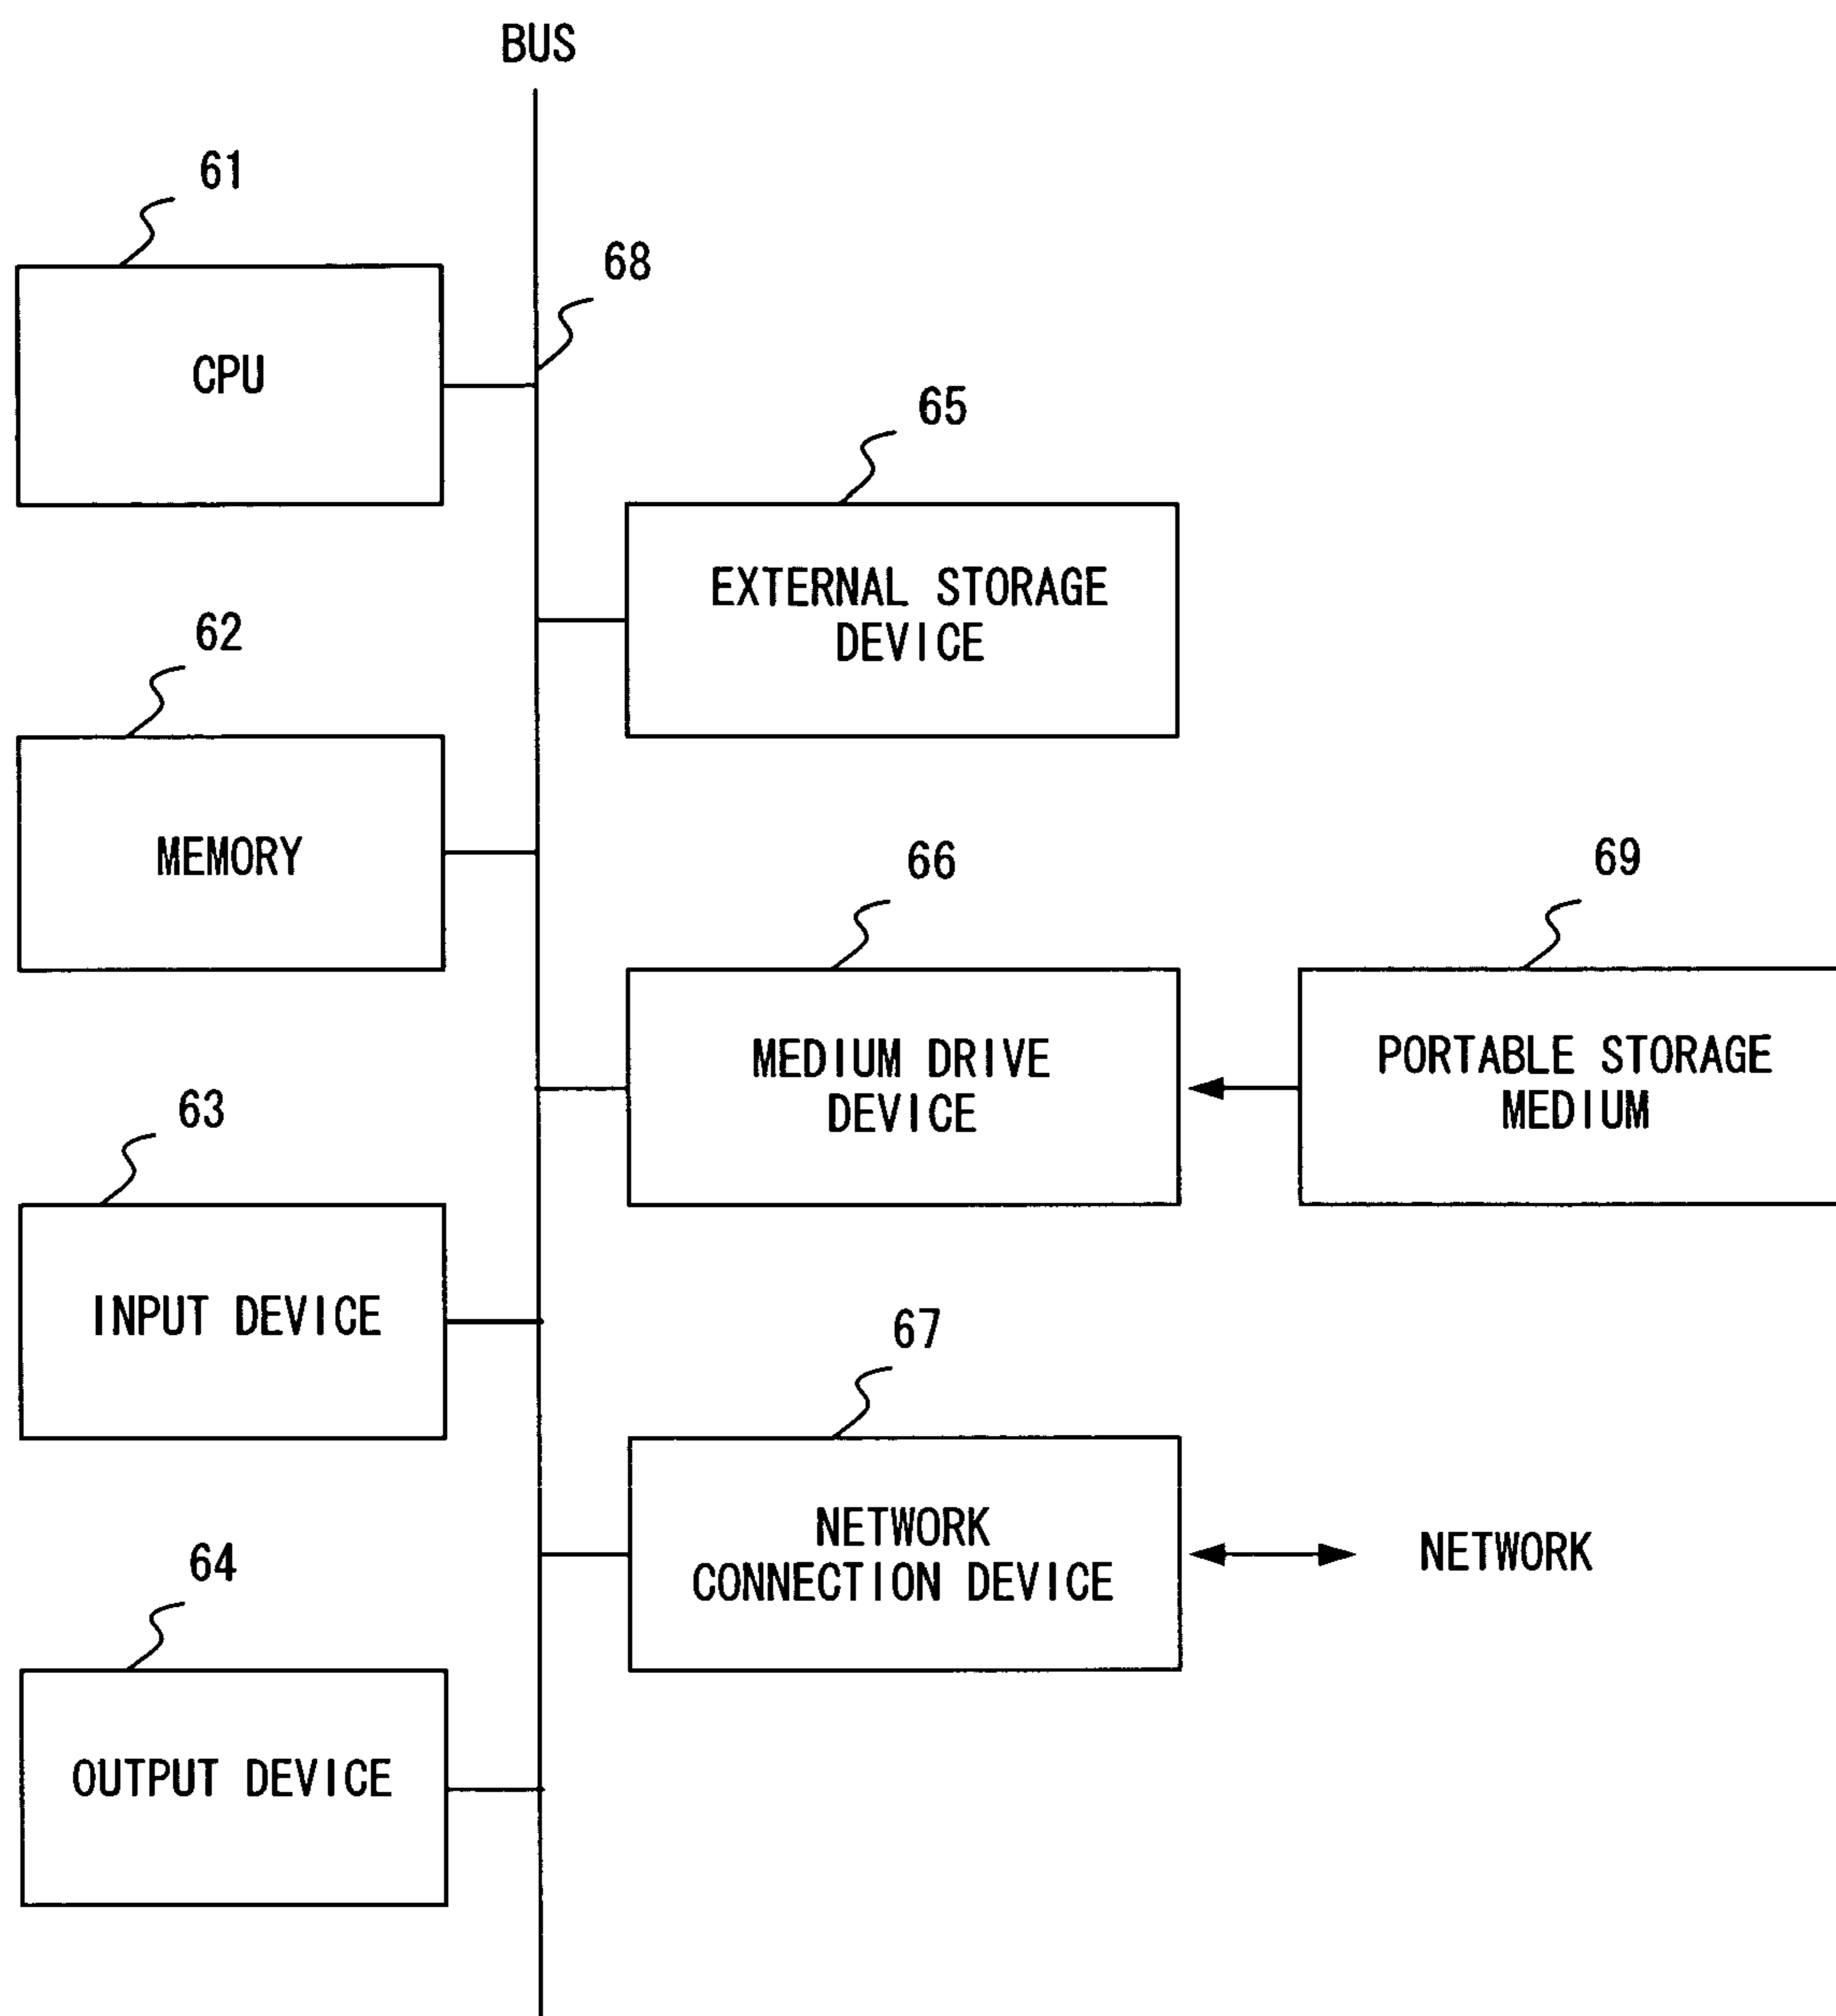 BUS
61
CPU
68
65
EXTERNAL STORAGE
DEVICE
62
MEMORY
66
MEDIUM DRIVE
DEVICE
69
PORTABLE STORAGE
MEDIUM
63
INPUT DEVICE
67
NETWORK
CONNECTION DEVICE
NETWORK
64
OUTPUT DEVICE